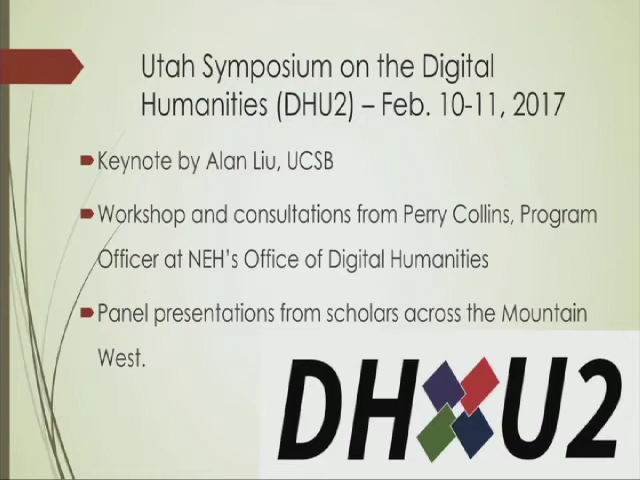 Utah Symposium on the Digital
Humanities (DHU2) – Feb. 10-11, 2017
Keynote by Alan Liu, UCSB
Workshop and consultations from Perry Collins, Program
Officer at NEH's Office of Digital Humanities
Panel presentations from scholars across the Mountain
West.
DH U2